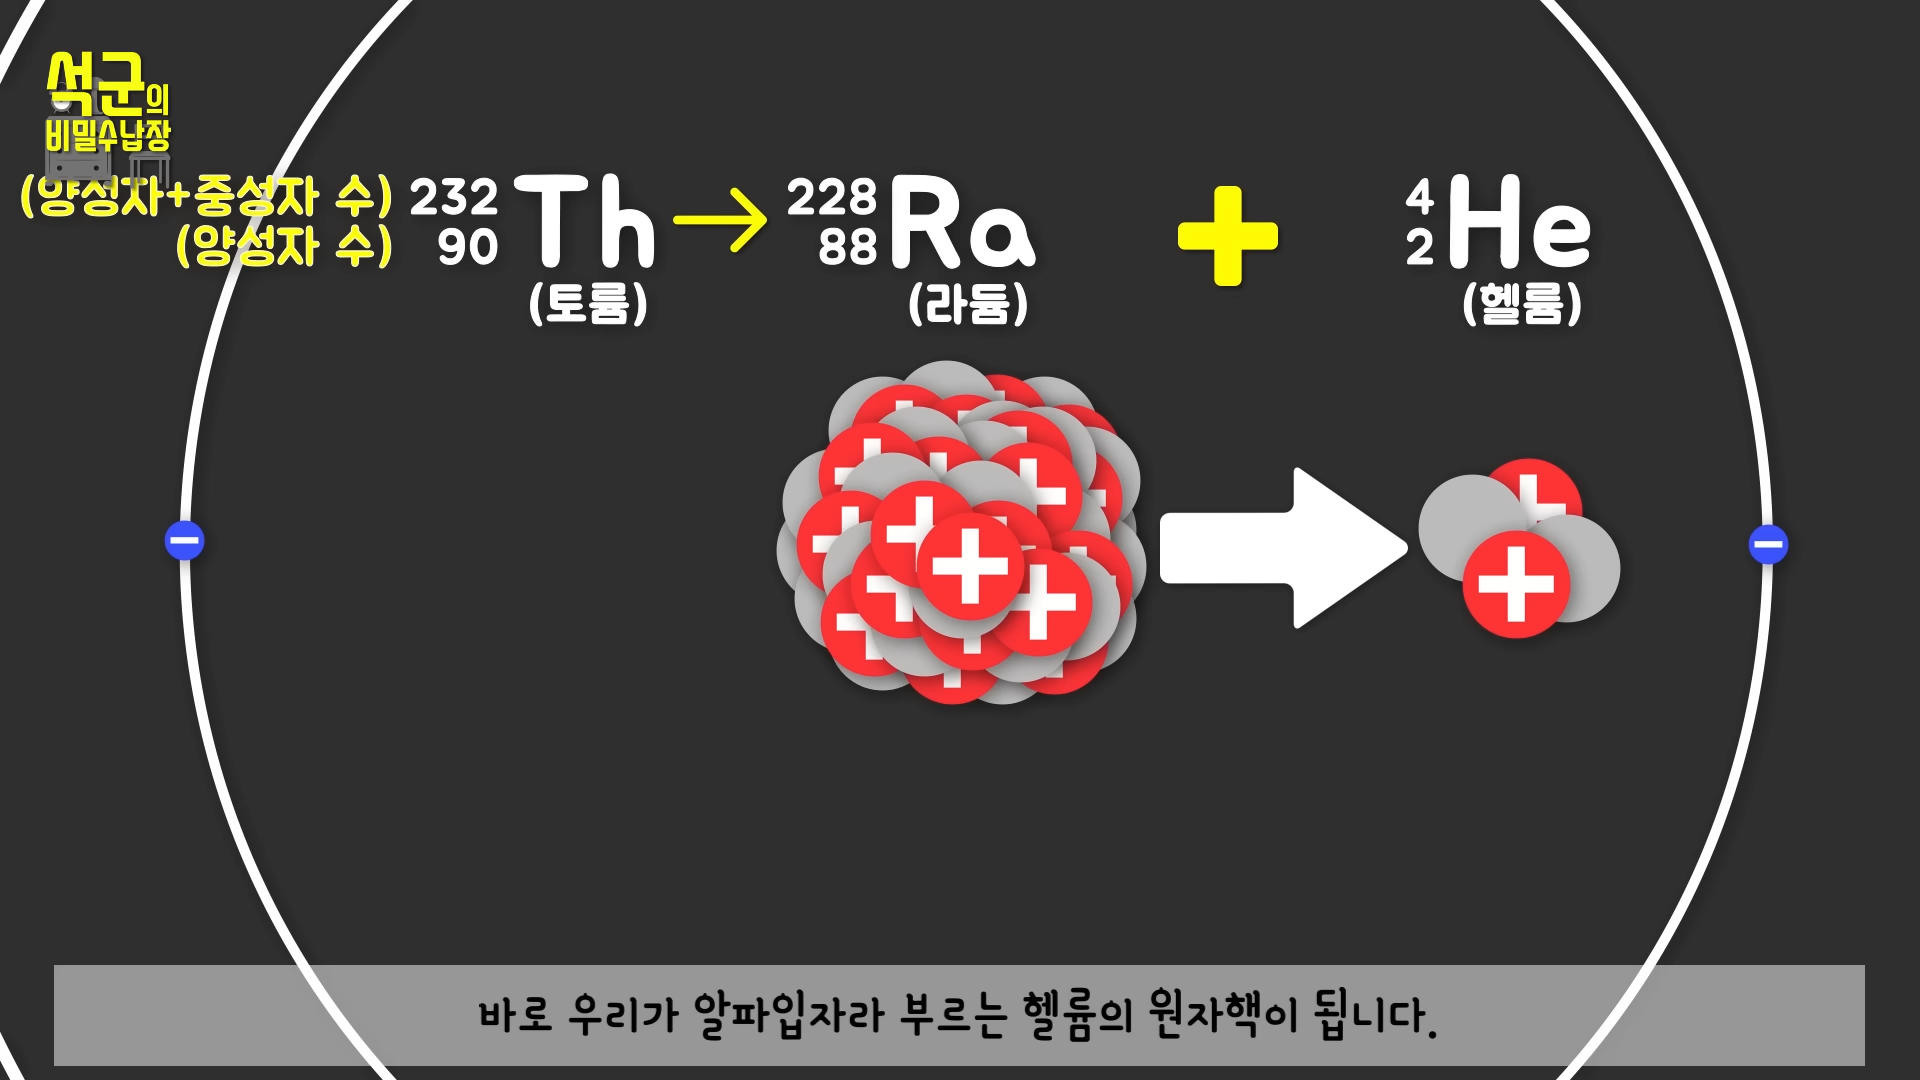 석군의
비밀수납장
(양성자+중성자 수) 232 Th → 228 Ra + 4 He
(양성자 수) 90 88 2
(토륨) (라듐) (헬륨)
바로 우리가 알파입자라 부르는 헬륨의 원자핵이 됩니다.